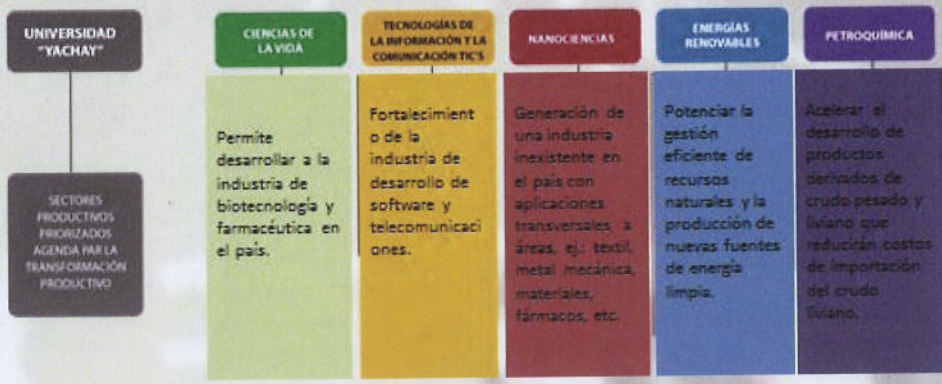 UNIVERSIDAD
"YACHAY"
SECTORES
PRODUCTIVOS
PRIORIZADOS
AGENDA PAR LA
TRANSFORMACIÓN
PRODUCTIVO
CIENCIAS DE
LA VIDA
Permite
desarrollar a la
industria de
biotecnología y
farmacéutica en
el país.
TECNOLOGÍAS DE
LA INFORMACIÓN Y LA
COMUNICACIÓN TIC'S
Fortalecimient
o de la
industria de
desarrollo de
software y
telecomunicaci
ones.
NANOCIENCIAS
Generación de
una industria
inexistente en
el país con
aplicaciones
transversales a
áreas, ej.: textil,
metal mecánica,
materiales,
fármacos, etc.
ENERGÍAS
RENOVABLES
Potenciar la
gestión
eficiente de
recursos
naturales y la
producción de
nuevas fuentes
de energía
limpia.
PETROQUÍMICA
Acelerar el
desarrollo de
productos
derivados de
crudo pesado y
liviano que
reducirán costos
de importación
del crudo
liviano.